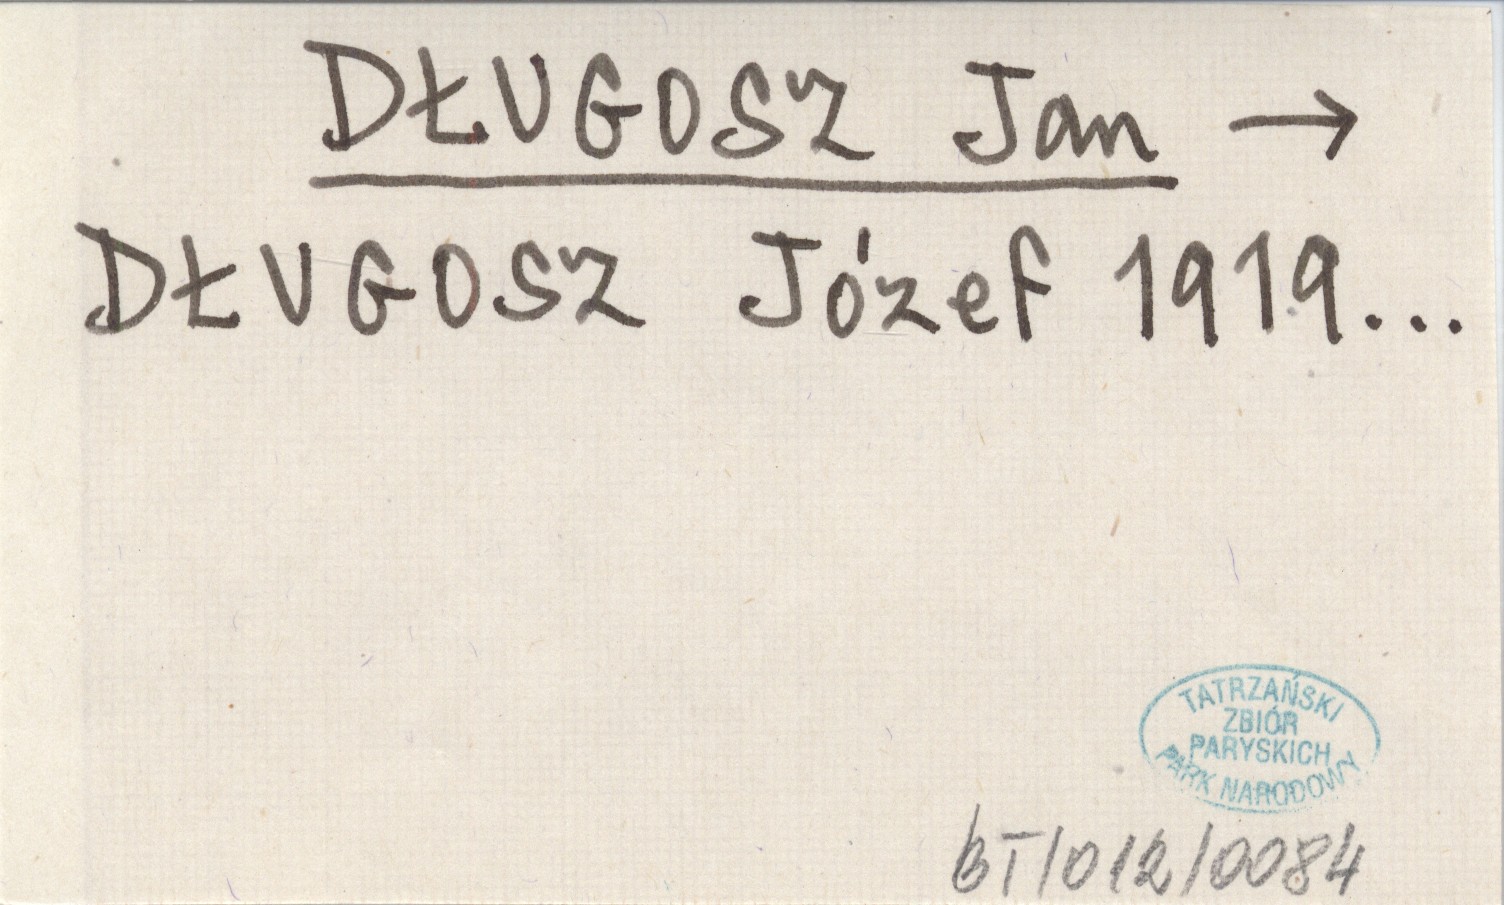 DŁUGOSZ Jan →
DŁUGOSZ Józef 1919...
TATRZAŃSKI
ZBIÓR
PARYSKICH
PARK NARODOWY
BT/012/0084